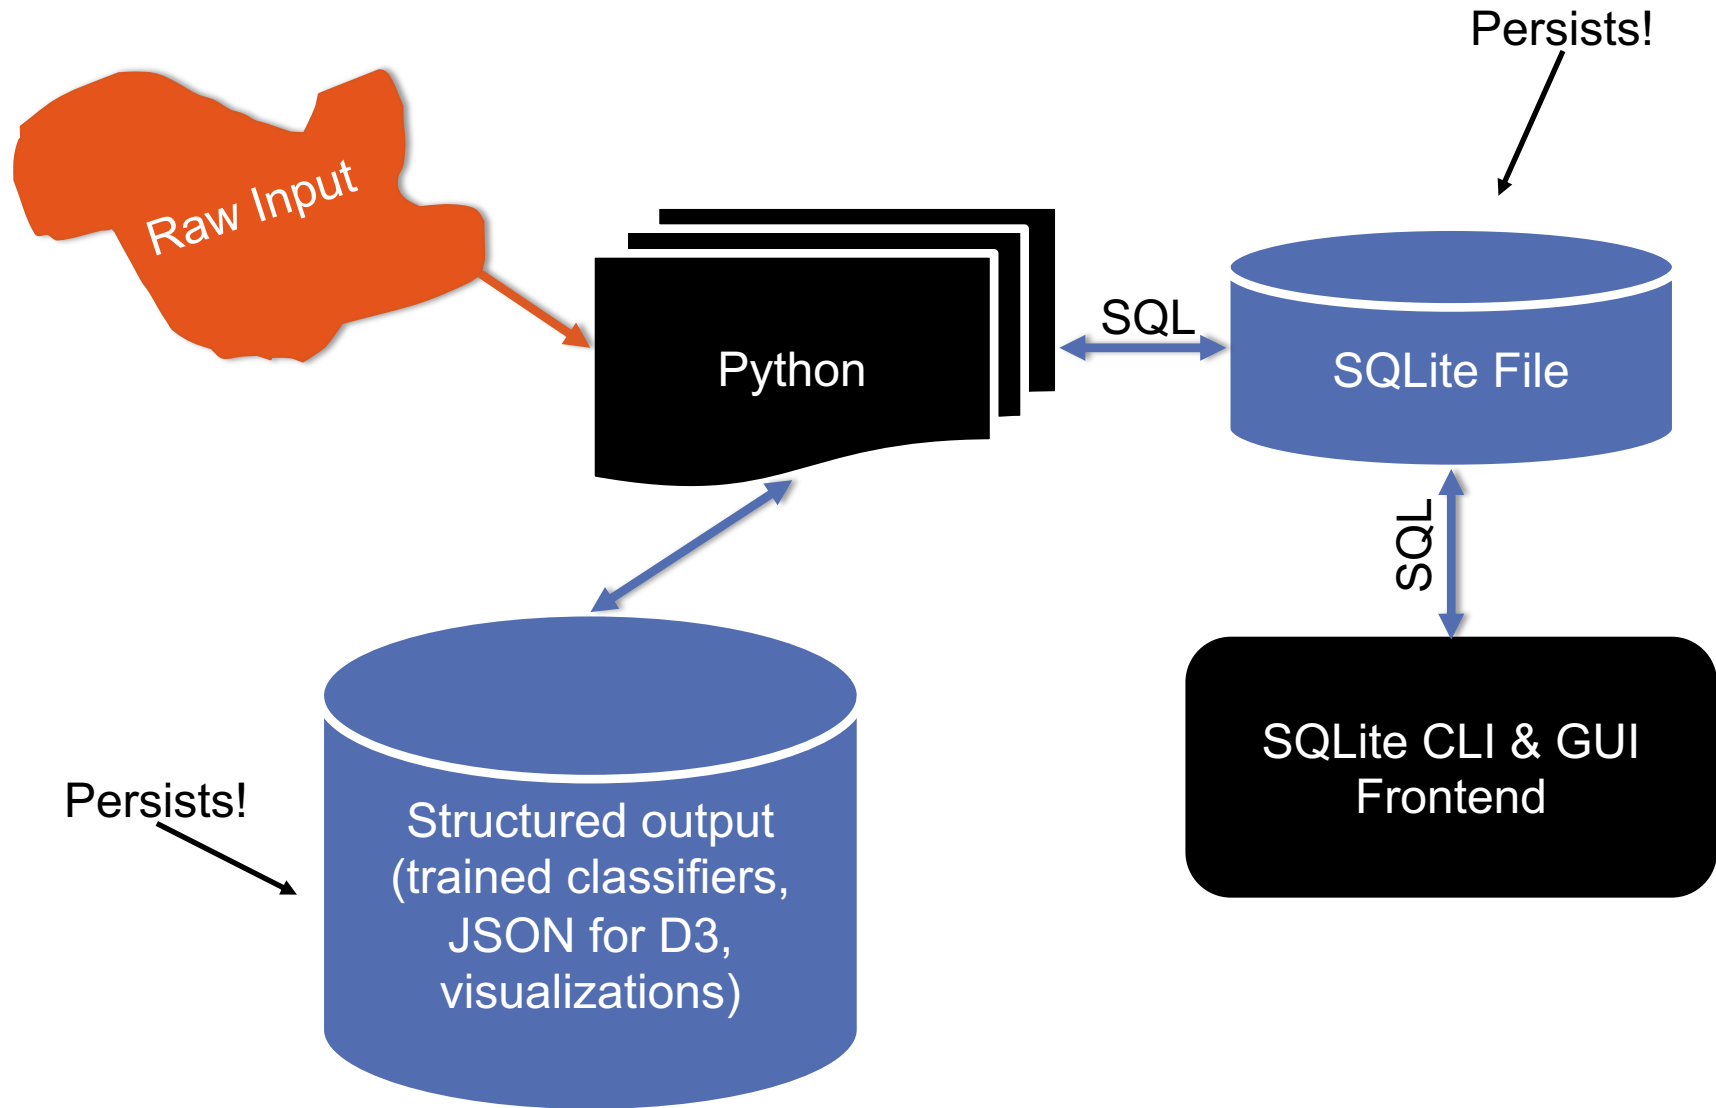 Persists!
Raw Input
SQL
Python
SQLite File
SQL
SQLite CLI & GUI
Frontend
Persists!
Structured output
(trained classifiers,
JSON for D3,
visualizations)